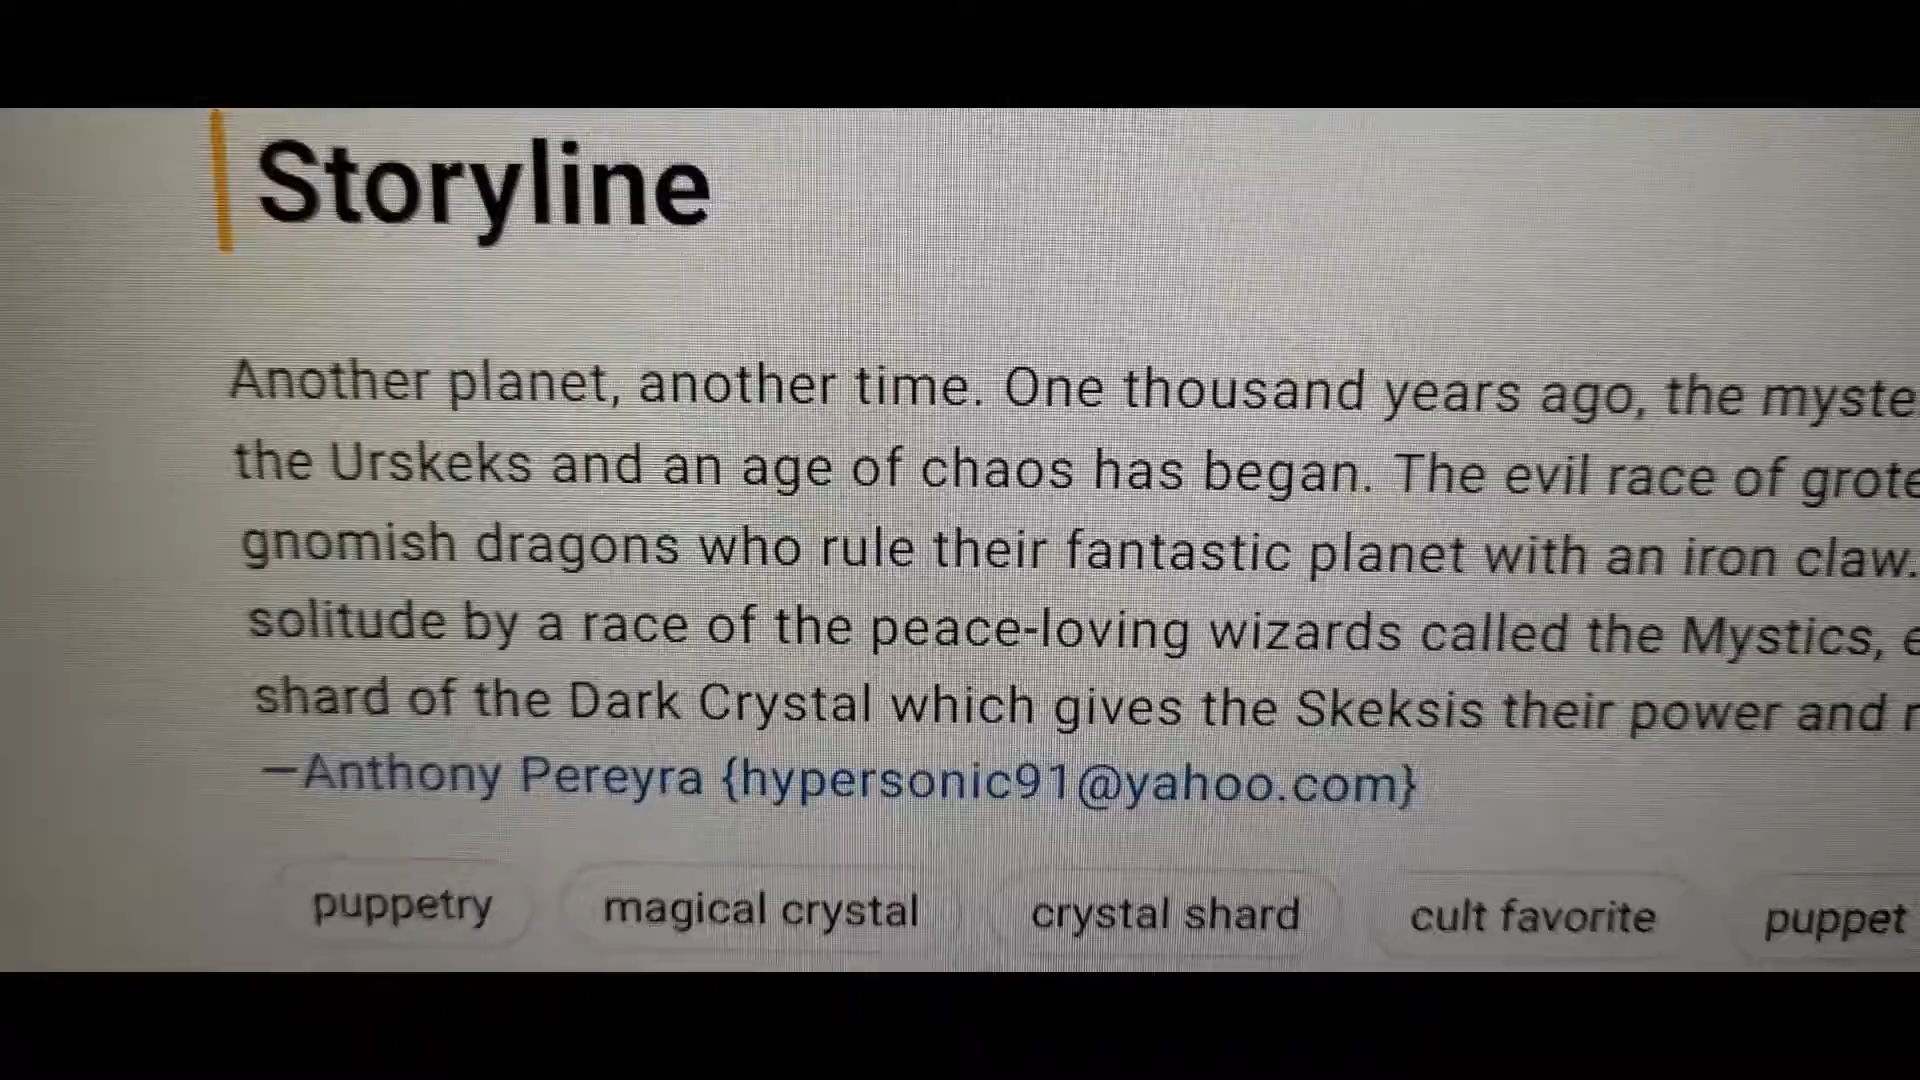 Storyline
Another planet, another time. One thousand years ago, the myste
the Urskeks and an age of chaos has began. The evil race of grote
gnomish dragons who rule their fantastic planet with an iron claw.
solitude by a race of the peace-loving wizards called the Mystics, e
shard of the Dark Crystal which gives the Skeksis their power and r
—Anthony Pereyra {hypersonic91@yahoo.com}
puppetry magical crystal crystal shard cult favorite puppet